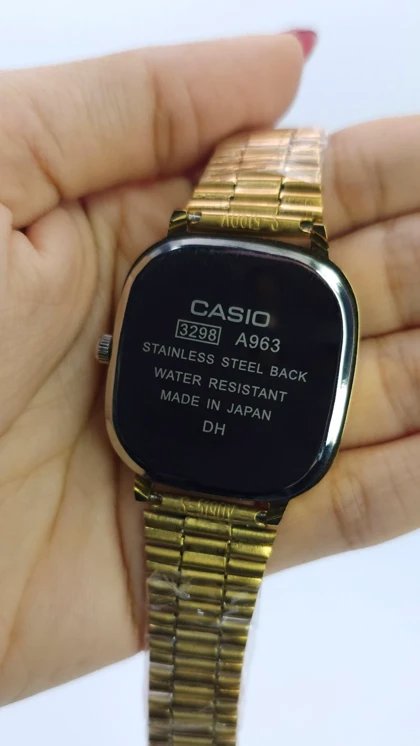 CASIO
3298 A963
STAINLESS STEEL BACK
WATER RESISTANT
MADE IN JAPAN
DH